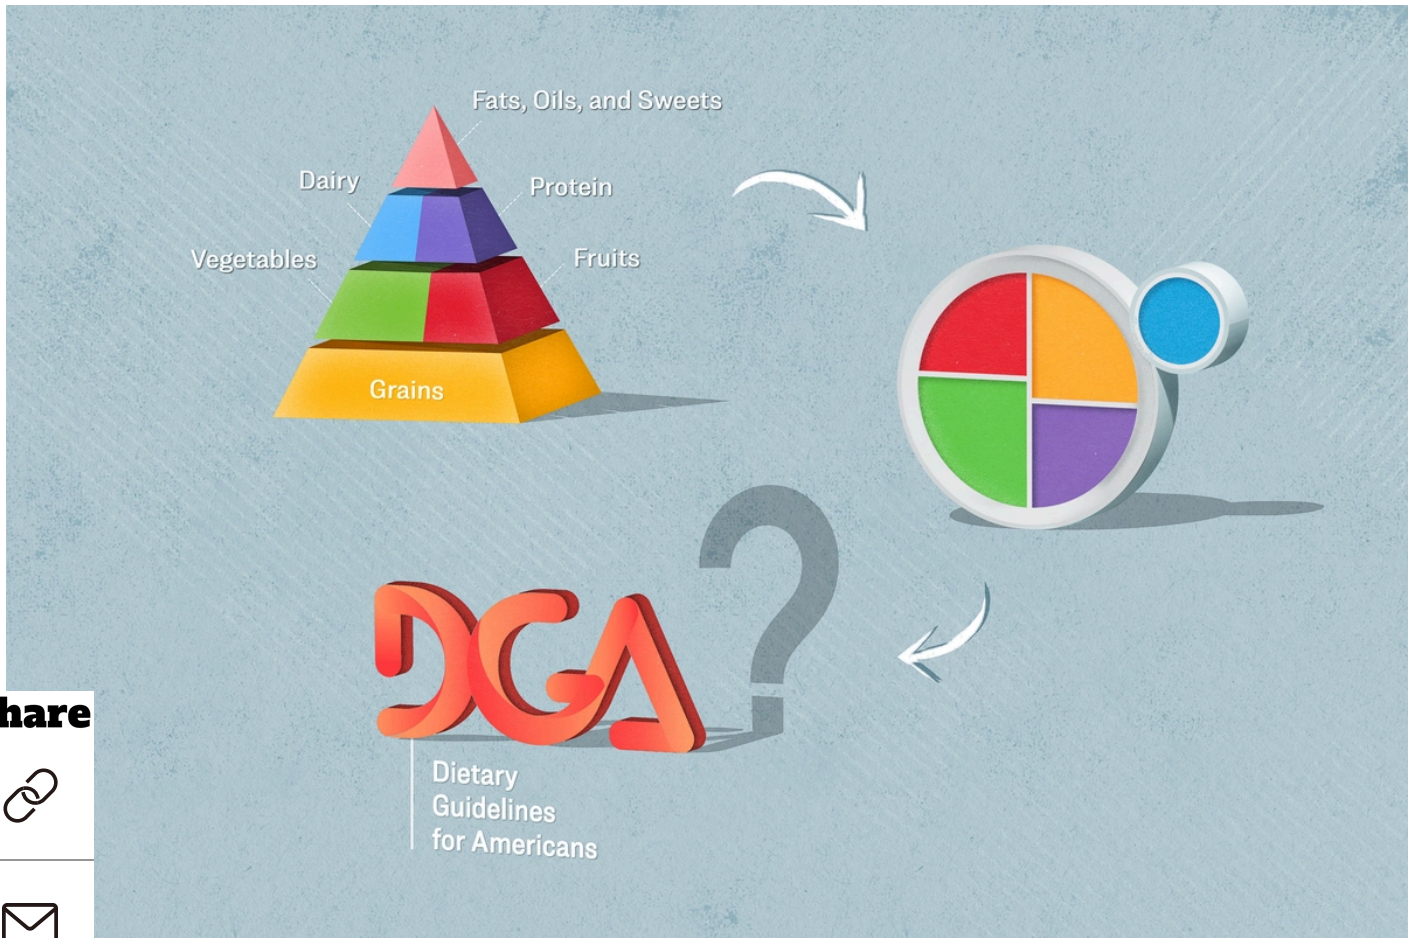 Fats, Oils, and Sweets
Dairy
Protein
Vegetables
Fruits
Grains
DGA
?
Dietary
Guidelines
for Americans
hare